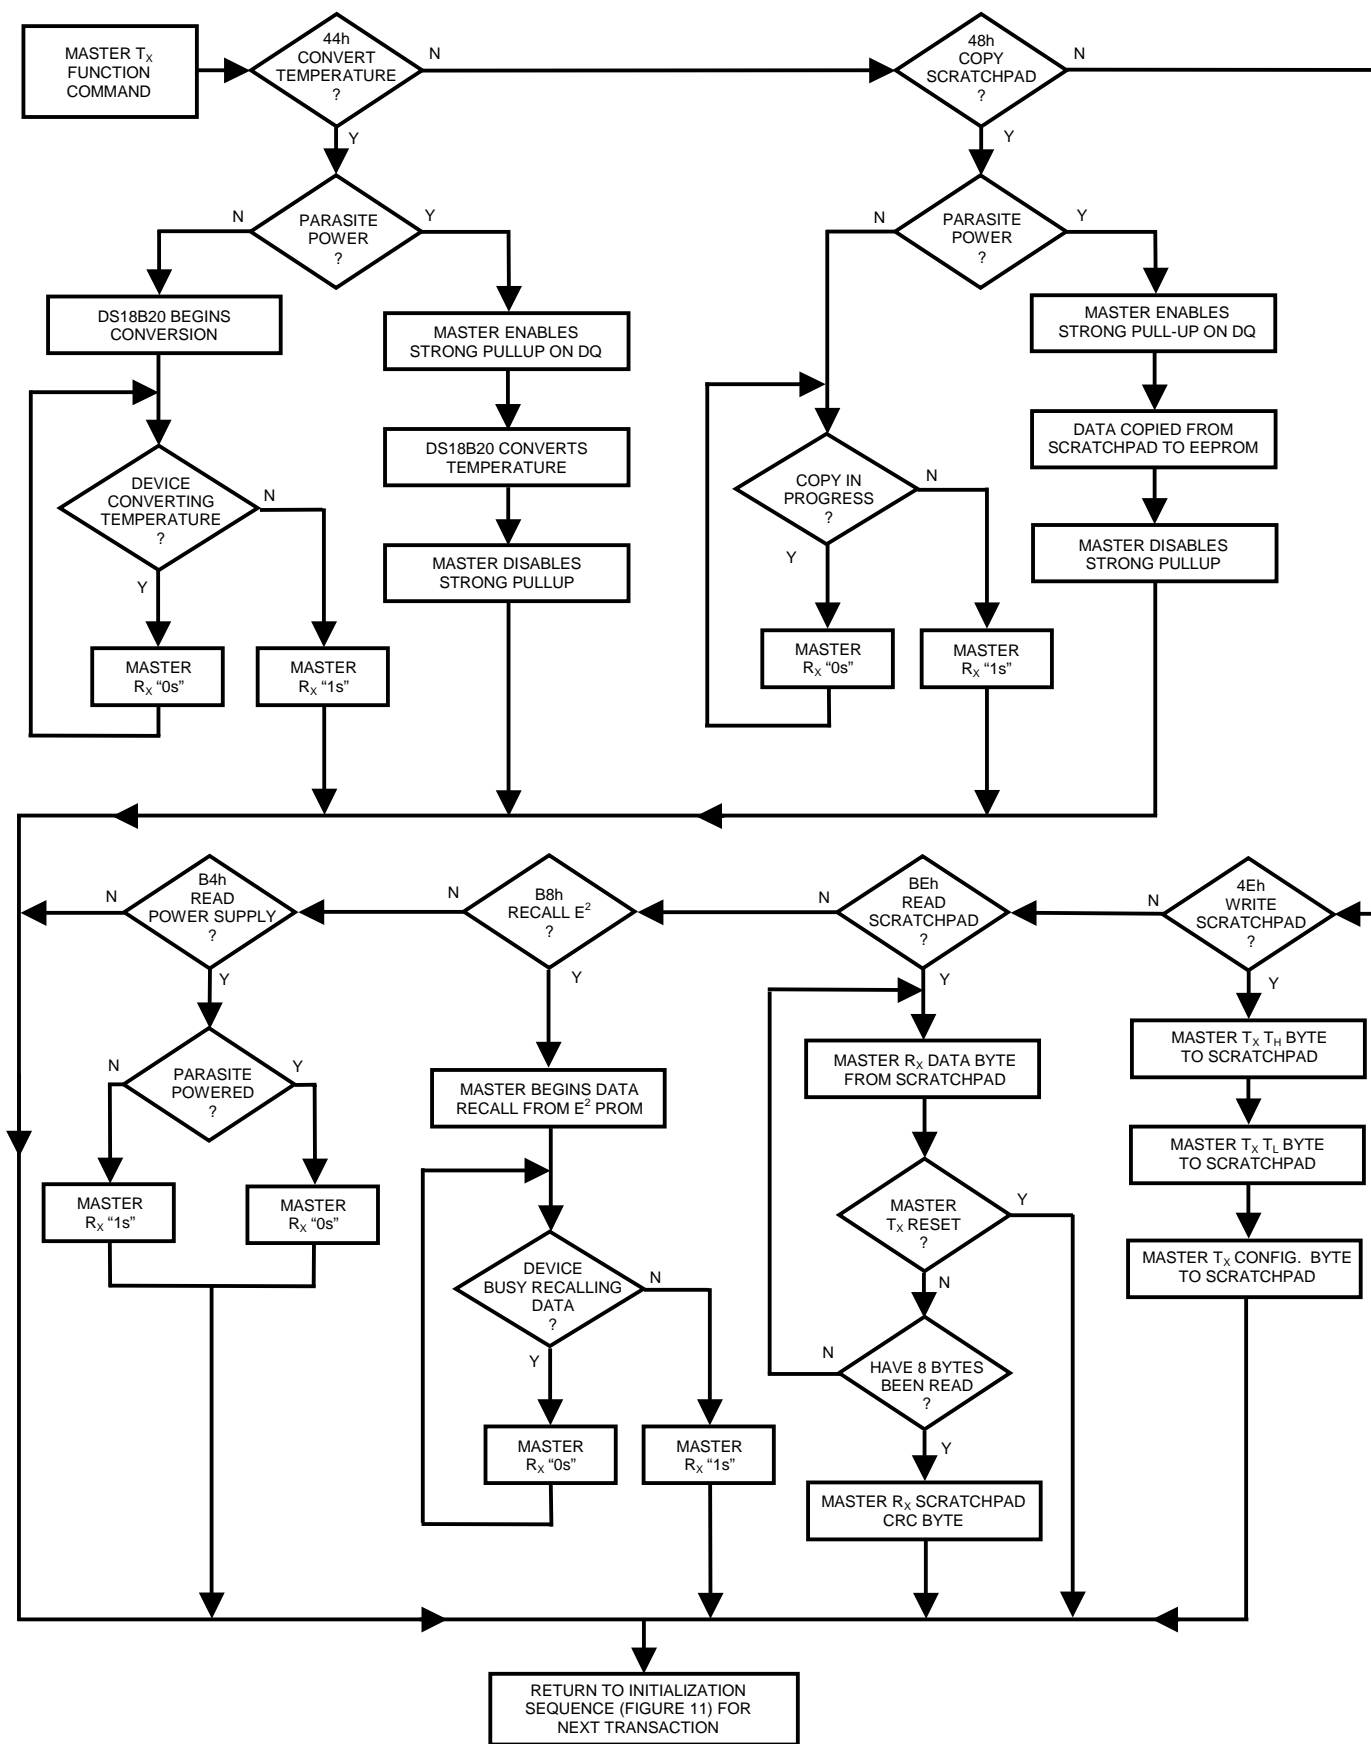 MASTER TX
FUNCTION
COMMAND
44h
CONVERT
TEMPERATURE
?
N
Y
48h
COPY
SCRATCHPAD
?
N
Y
PARASITE
POWER
?
N
Y
PARASITE
POWER
?
N
Y
DS18B20 BEGINS
CONVERSION
MASTER ENABLES
STRONG PULLUP ON DQ
MASTER ENABLES
STRONG PULL-UP ON DQ
DEVICE
CONVERTING
TEMPERATURE
?
N
Y
DS18B20 CONVERTS
TEMPERATURE
COPY IN
PROGRESS
?
N
Y
DATA COPIED FROM
SCRATCHPAD TO EEPROM
MASTER DISABLES
STRONG PULLUP
MASTER DISABLES
STRONG PULLUP
MASTER
RX “0s”
MASTER
RX “1s”
MASTER
RX “0s”
MASTER
RX “1s”
B4h
READ
POWER SUPPLY
?
N
Y
B8h
RECALL E2
?
N
Y
BEh
READ
SCRATCHPAD
?
N
Y
4Eh
WRITE
SCRATCHPAD
?
N
Y
PARASITE
POWERED
?
N
Y
MASTER BEGINS DATA
RECALL FROM E2 PROM
MASTER RX DATA BYTE
FROM SCRATCHPAD
MASTER TX TH BYTE
TO SCRATCHPAD
MASTER TX TL BYTE
TO SCRATCHPAD
MASTER
RX “1s”
MASTER
RX “0s”
DEVICE
BUSY RECALLING
DATA
?
N
Y
MASTER
TX RESET
?
Y
N
MASTER TX CONFIG. BYTE
TO SCRATCHPAD
HAVE 8 BYTES
BEEN READ
?
N
Y
MASTER
RX “0s”
MASTER
RX “1s”
MASTER RX SCRATCHPAD
CRC BYTE
RETURN TO INITIALIZATION
SEQUENCE (FIGURE 11) FOR
NEXT TRANSACTION